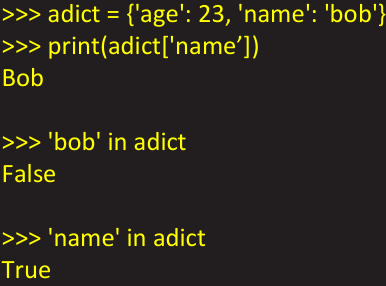 >>> adict = {'age': 23, 'name': 'bob'}
>>> print(adict['name’])
Bob
>>> 'bob' in adict
False
>>> 'name' in adict
True